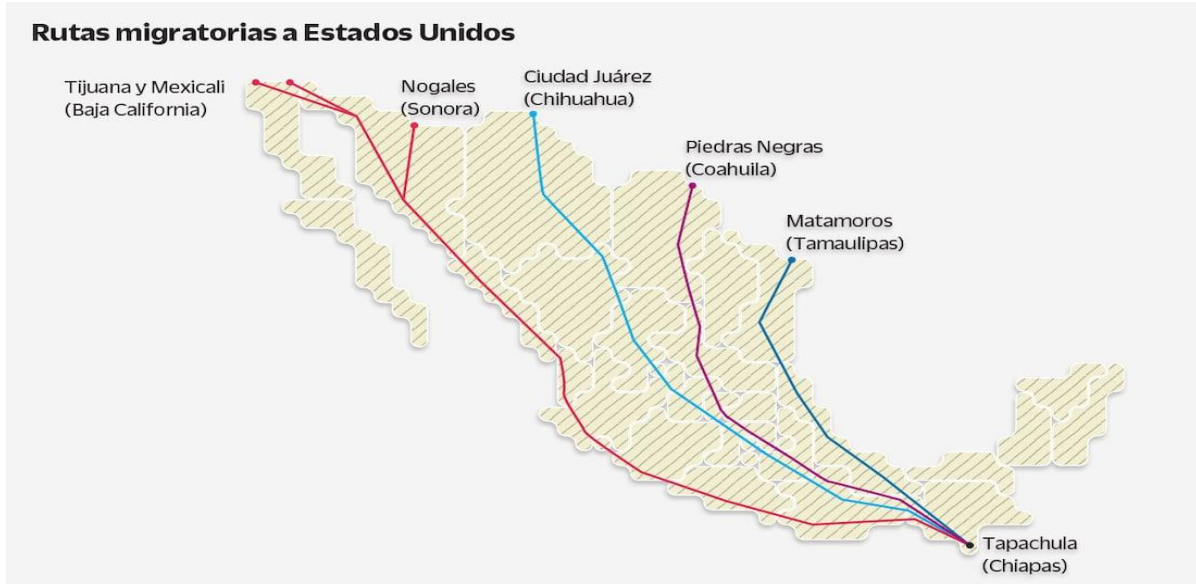 Rutas migratorias a Estados Unidos
Tijuana y Mexicali
(Baja California)
Nogales
(Sonora)
Ciudad Juárez
(Chihuahua)
Piedras Negras
(Coahuila)
Matamoros
(Tamaulipas)
Tapachula
(Chiapas)